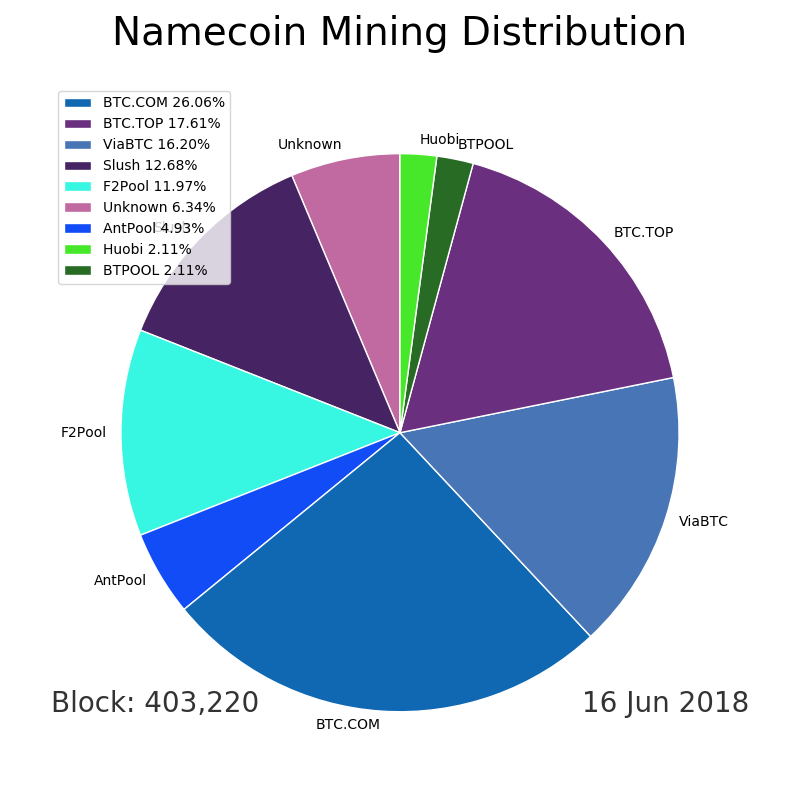 Namecoin Mining Distribution
BTC.COM 26.06%
BTC.TOP 17.61%
ViaBTC 16.20%
Slush 12.68%
F2Pool 11.97%
Unknown 6.34%
AntPool 4.93%
Huobi 2.11%
BTPOOL 2.11%
Huobi
BTPOOL
Unknown
BTC.TOP
Slush
F2Pool
ViaBTC
AntPool
Block: 403,220
16 Jun 2018
BTC.COM